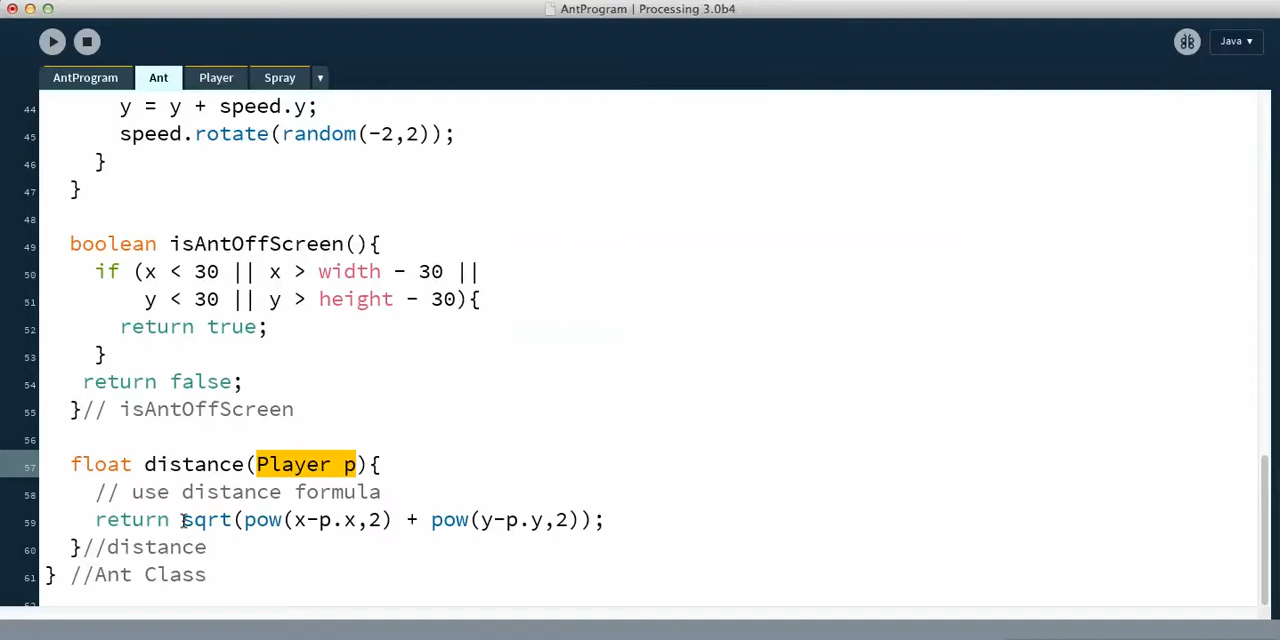 AntProgram | Processing 3.0b4
Java ▾
AntProgram Ant Player Spray ▾
44 y = y + speed.y;
45 speed.rotate(random(-2,2));
46 }
47 }
48
49 boolean isAntOffScreen(){
50 if (x < 30 || x > width - 30 ||
51 y < 30 || y > height - 30){
52 return true;
53 }
54 return false;
55 }// isAntOffScreen
56
57 float distance(Player p){
58 // use distance formula
59 return sqrt(pow(x-p.x,2) + pow(y-p.y,2));
60 }//distance
61 } //Ant Class